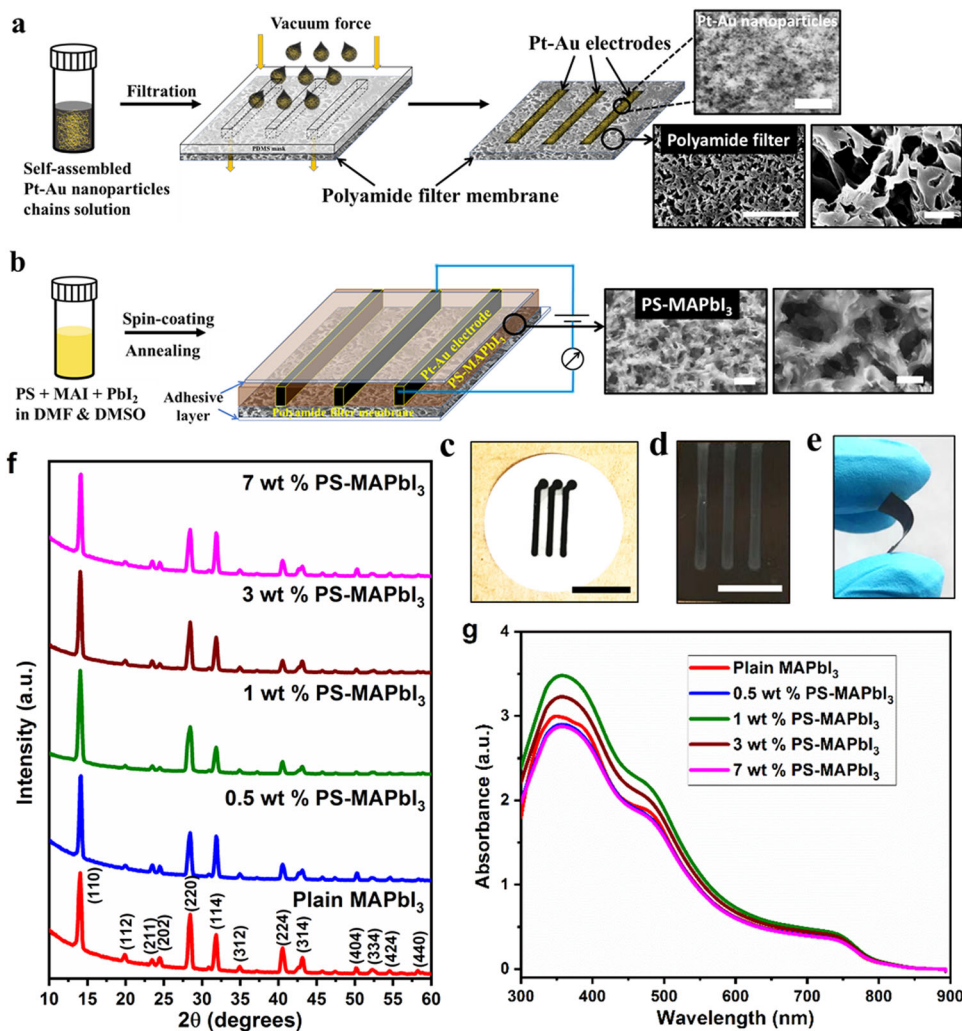 a
Vacuum force
Filtration
PDMS mask
Self-assembled
Pt-Au nanoparticles
chains solution
Polyamide filter membrane
Pt-Au electrodes
Pt-Au nanoparticles
Polyamide filter
b
Spin-coating
Annealing
PS + MAI + PbI₂
in DMF & DMSO
Adhesive
layer
Pt-Au electrode
PS-MAPbI₃
Polyamide filter membrane
PS-MAPbI₃
c
d
e
f
7 wt % PS-MAPbI₃
3 wt % PS-MAPbI₃
1 wt % PS-MAPbI₃
0.5 wt % PS-MAPbI₃
Plain MAPbI₃
(110)
(112)
(211)
(202)
(220)
(114)
(312)
(224)
(314)
(404)
(334)
(424)
(440)
Intensity (a.u.)
10 15 20 25 30 35 40 45 50 55 60
2θ (degrees)
g
Plain MAPbI₃
0.5 wt % PS-MAPbI₃
1 wt % PS-MAPbI₃
3 wt % PS-MAPbI₃
7 wt % PS-MAPbI₃
Absorbance (a.u.)
4
3
2
1
0
300 400 500 600 700 800 900
Wavelength (nm)